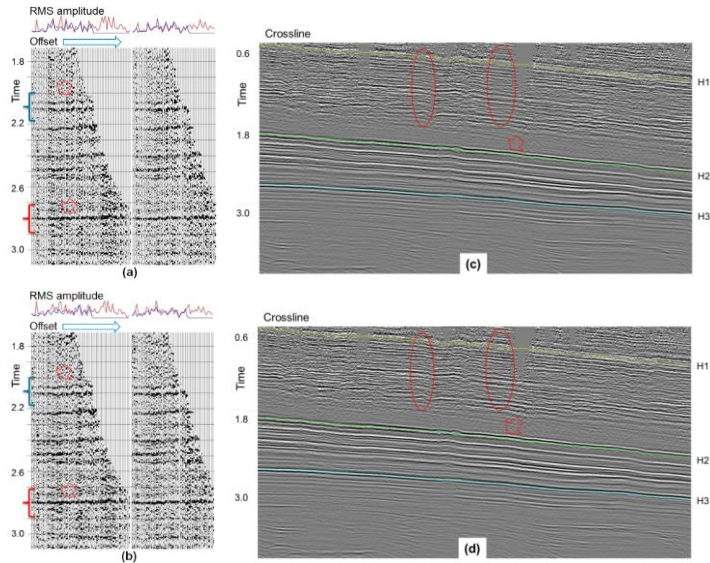 RMS amplitude
Offset
Time
1.8
2.2
2.6
3.0
(a)
Crossline
0.6
1.8
3.0
H1
H2
H3
(c)
RMS amplitude
Offset
Time
1.8
2.2
2.6
3.0
(b)
Crossline
0.6
1.8
3.0
H1
H2
H3
(d)